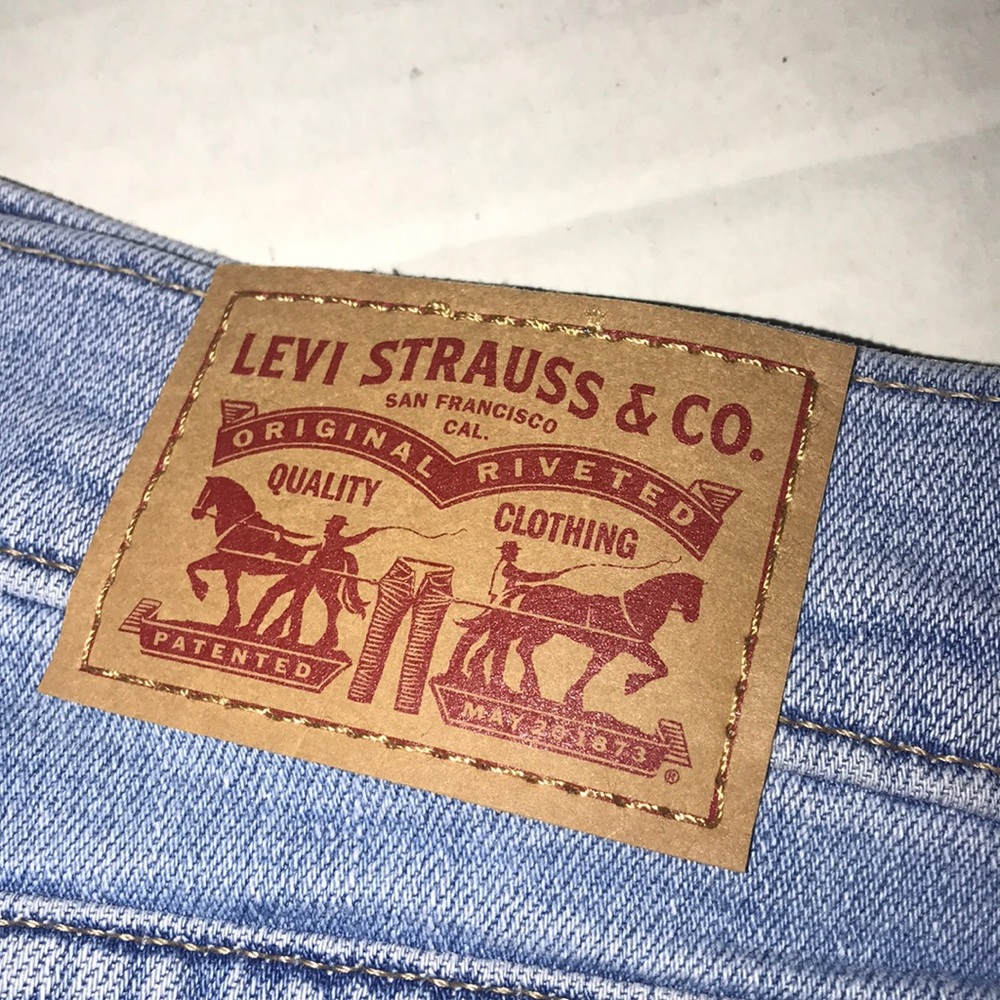 LEVI STRAUSS & CO.
SAN FRANCISCO
CAL.
ORIGINAL RIVETED
QUALITY
CLOTHING
PATENTED
MAY 20 1873
®